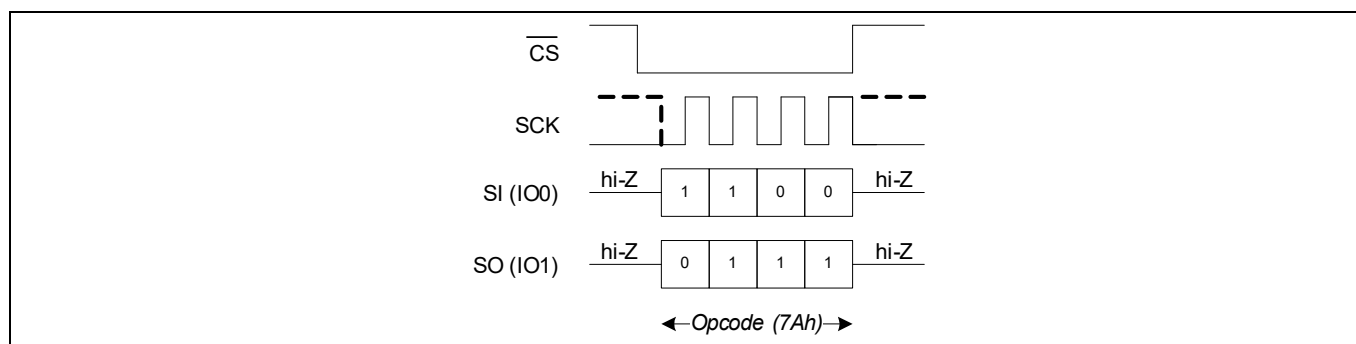 CS
SCK
SI (IO0) hi-Z 1 1 0 0 hi-Z
SO (IO1) hi-Z 0 1 1 1 hi-Z
Opcode (7Ah)